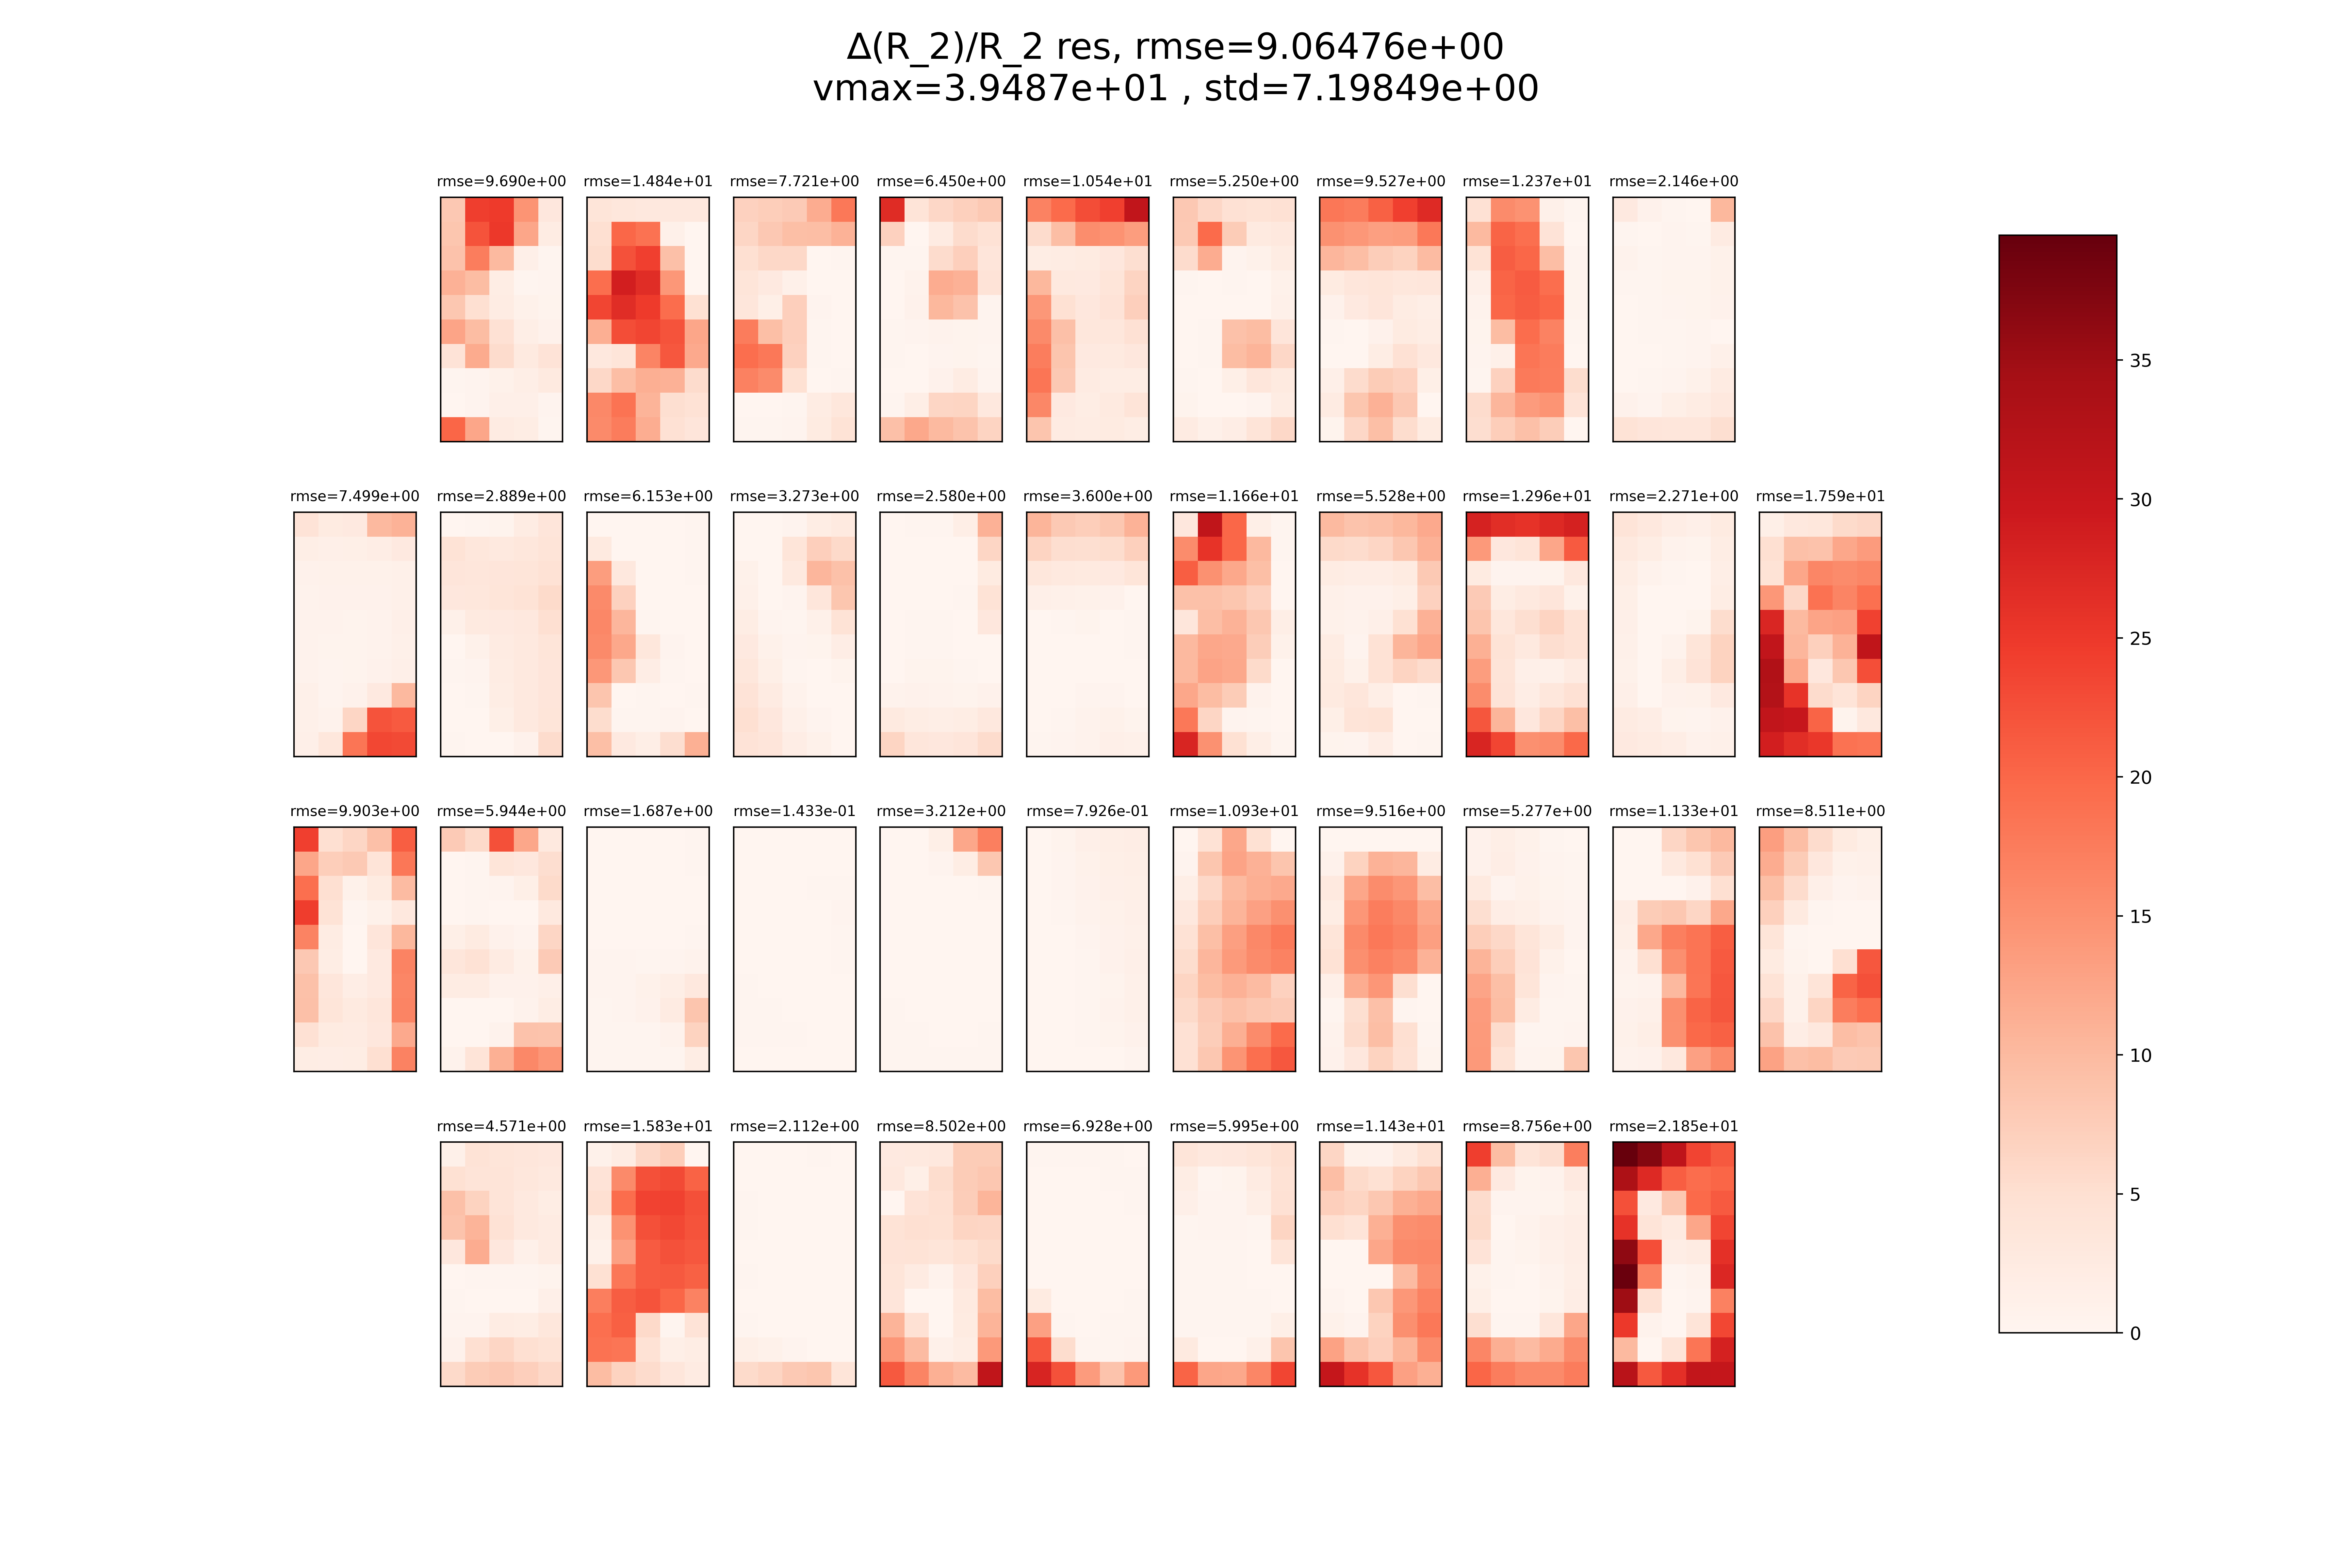 Δ(R_2)/R_2 res, rmse=9.06476e+00
vmax=3.9487e+01 , std=7.19849e+00
rmse=9.690e+00 rmse=1.484e+01 rmse=7.721e+00 rmse=6.450e+00 rmse=1.054e+01 rmse=5.250e+00 rmse=9.527e+00 rmse=1.237e+01 rmse=2.146e+00
rmse=7.499e+00 rmse=2.889e+00 rmse=6.153e+00 rmse=3.273e+00 rmse=2.580e+00 rmse=3.600e+00 rmse=1.166e+01 rmse=5.528e+00 rmse=1.296e+01 rmse=2.271e+00 rmse=1.759e+01
rmse=9.903e+00 rmse=5.944e+00 rmse=1.687e+00 rmse=1.433e-01 rmse=3.212e+00 rmse=7.926e-01 rmse=1.093e+01 rmse=9.516e+00 rmse=5.277e+00 rmse=1.133e+01 rmse=8.511e+00
rmse=4.571e+00 rmse=1.583e+01 rmse=2.112e+00 rmse=8.502e+00 rmse=6.928e+00 rmse=5.995e+00 rmse=1.143e+01 rmse=8.756e+00 rmse=2.185e+01
35
30
25
20
15
10
5
0